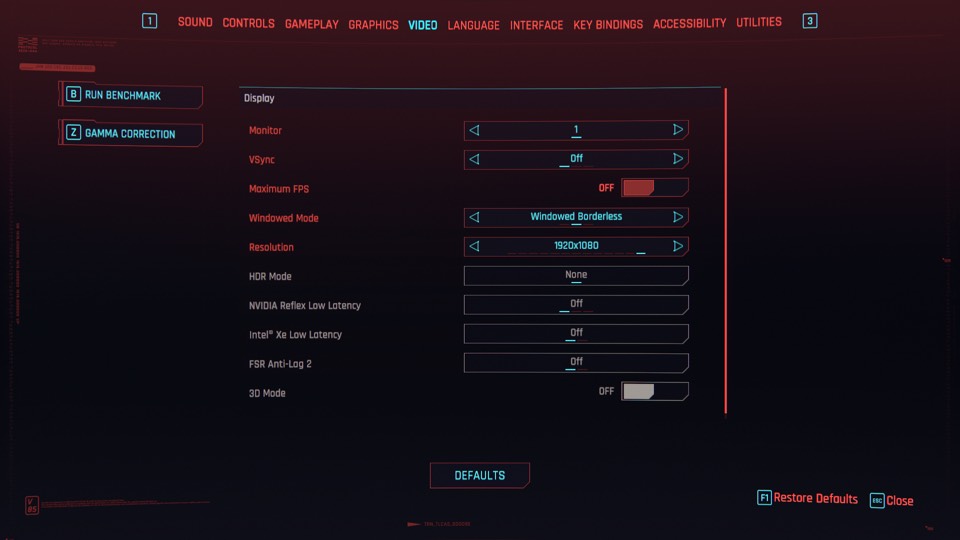 1 SOUND CONTROLS GAMEPLAY GRAPHICS VIDEO LANGUAGE INTERFACE KEY BINDINGS ACCESSIBILITY UTILITIES 3
B RUN BENCHMARK
Z GAMMA CORRECTION
Display
Monitor 1
VSync Off
Maximum FPS OFF
Windowed Mode Windowed Borderless
Resolution 1920x1080
HDR Mode None
NVIDIA Reflex Low Latency Off
Intel® Xe Low Latency Off
FSR Anti-Lag 2 Off
3D Mode OFF
DEFAULTS
F1 Restore Defaults ESC Close
V
85